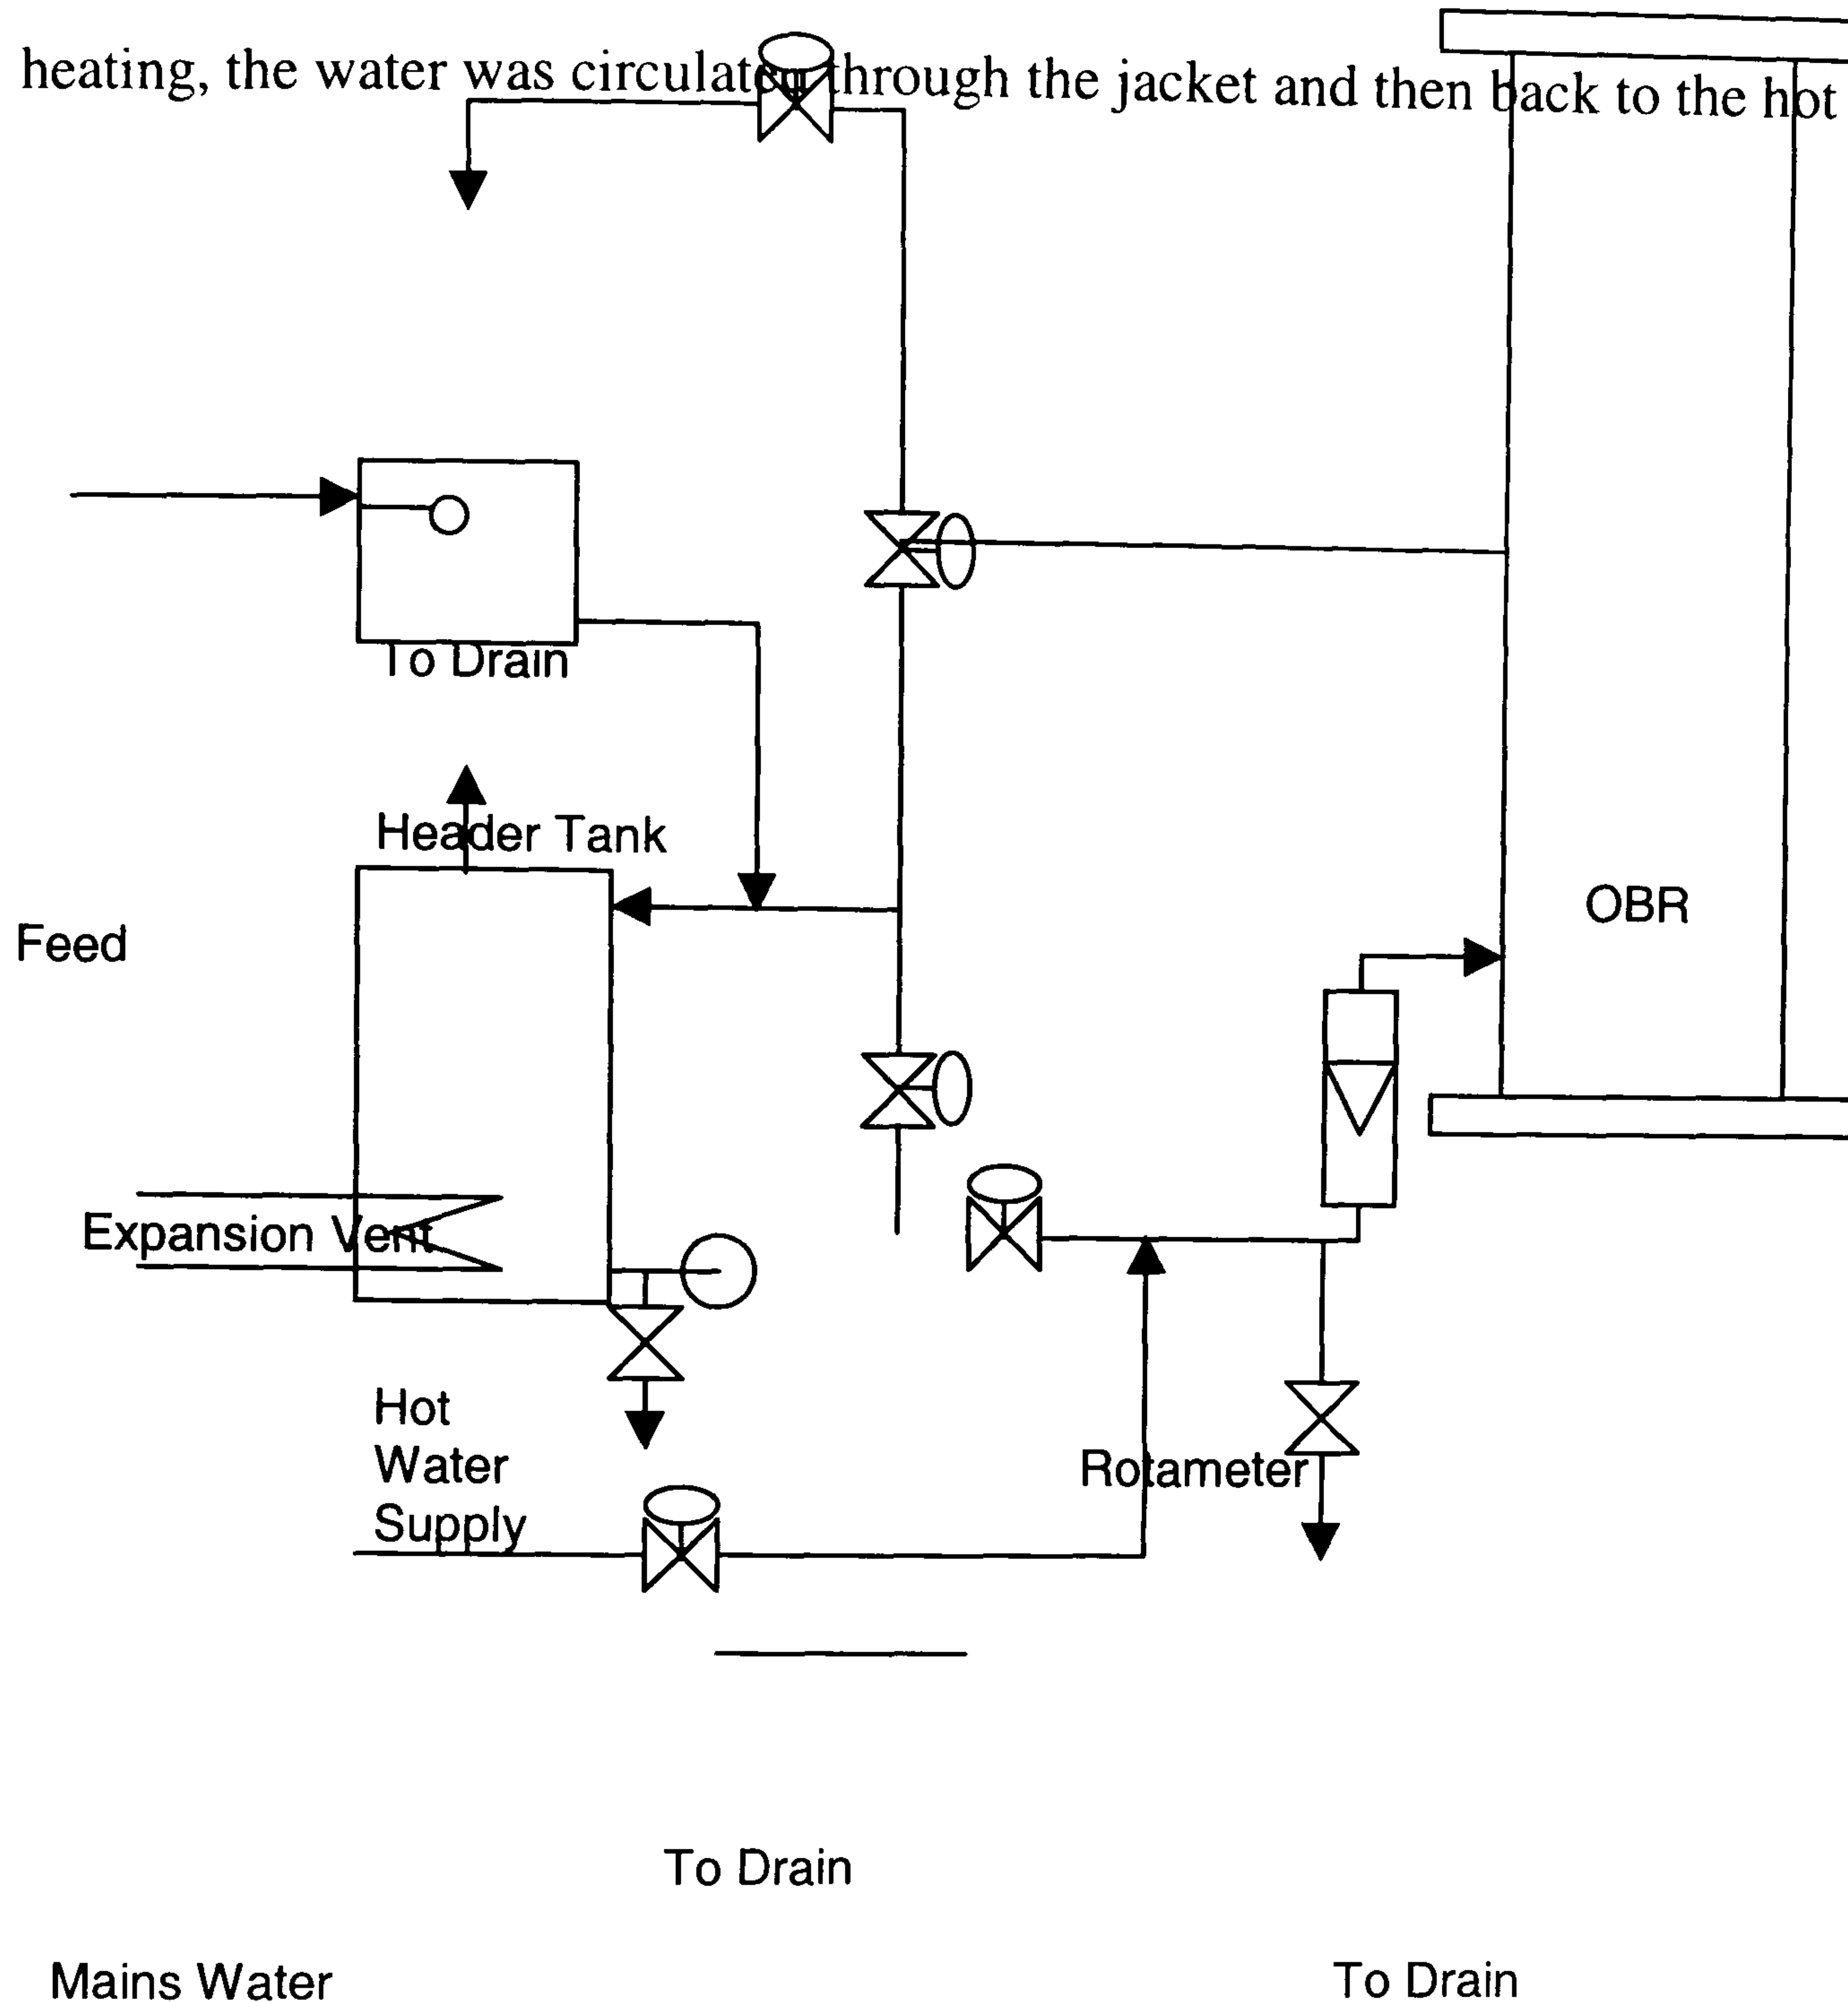 heating, the water was circulated through the jacket and then back to the hot
To Drain
Header Tank
OBR
Feed
Expansion Vent
Hot
Water
Supply
Rotameter
To Drain
Mains Water
To Drain